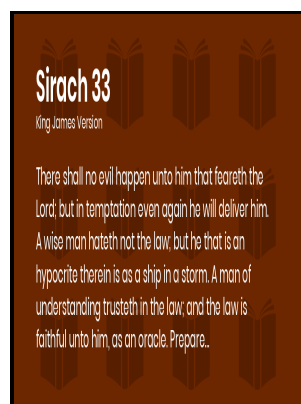 Sirach 33
King James Version
There shall no evil happen unto him that feareth the
Lord; but in temptation even again he will deliver him.
A wise man hateth not the law; but he that is an
hypocrite therein is as a ship in a storm. A man of
understanding trusteth in the law; and the law is
faithful unto him, as an oracle. Prepare...